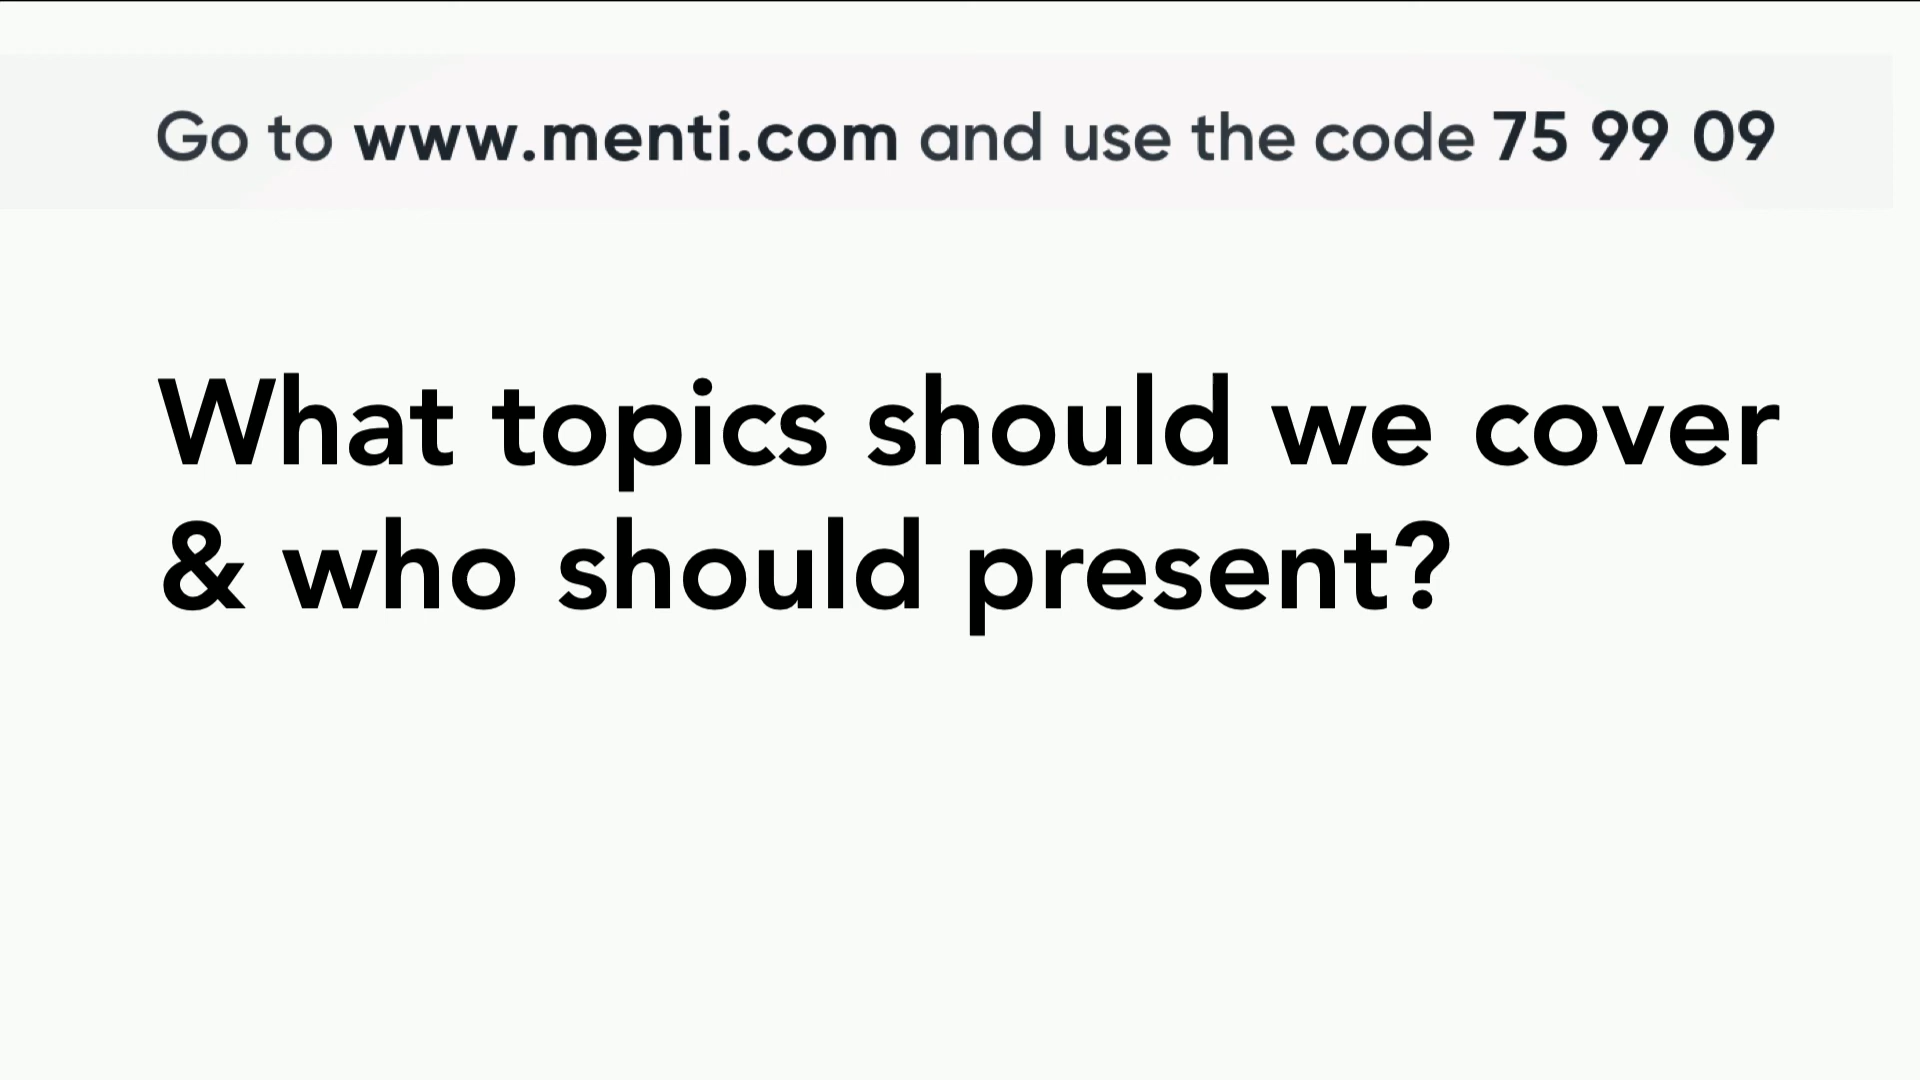 Go to www.menti.com and use the code 75 99 09
What topics should we cover
& who should present?